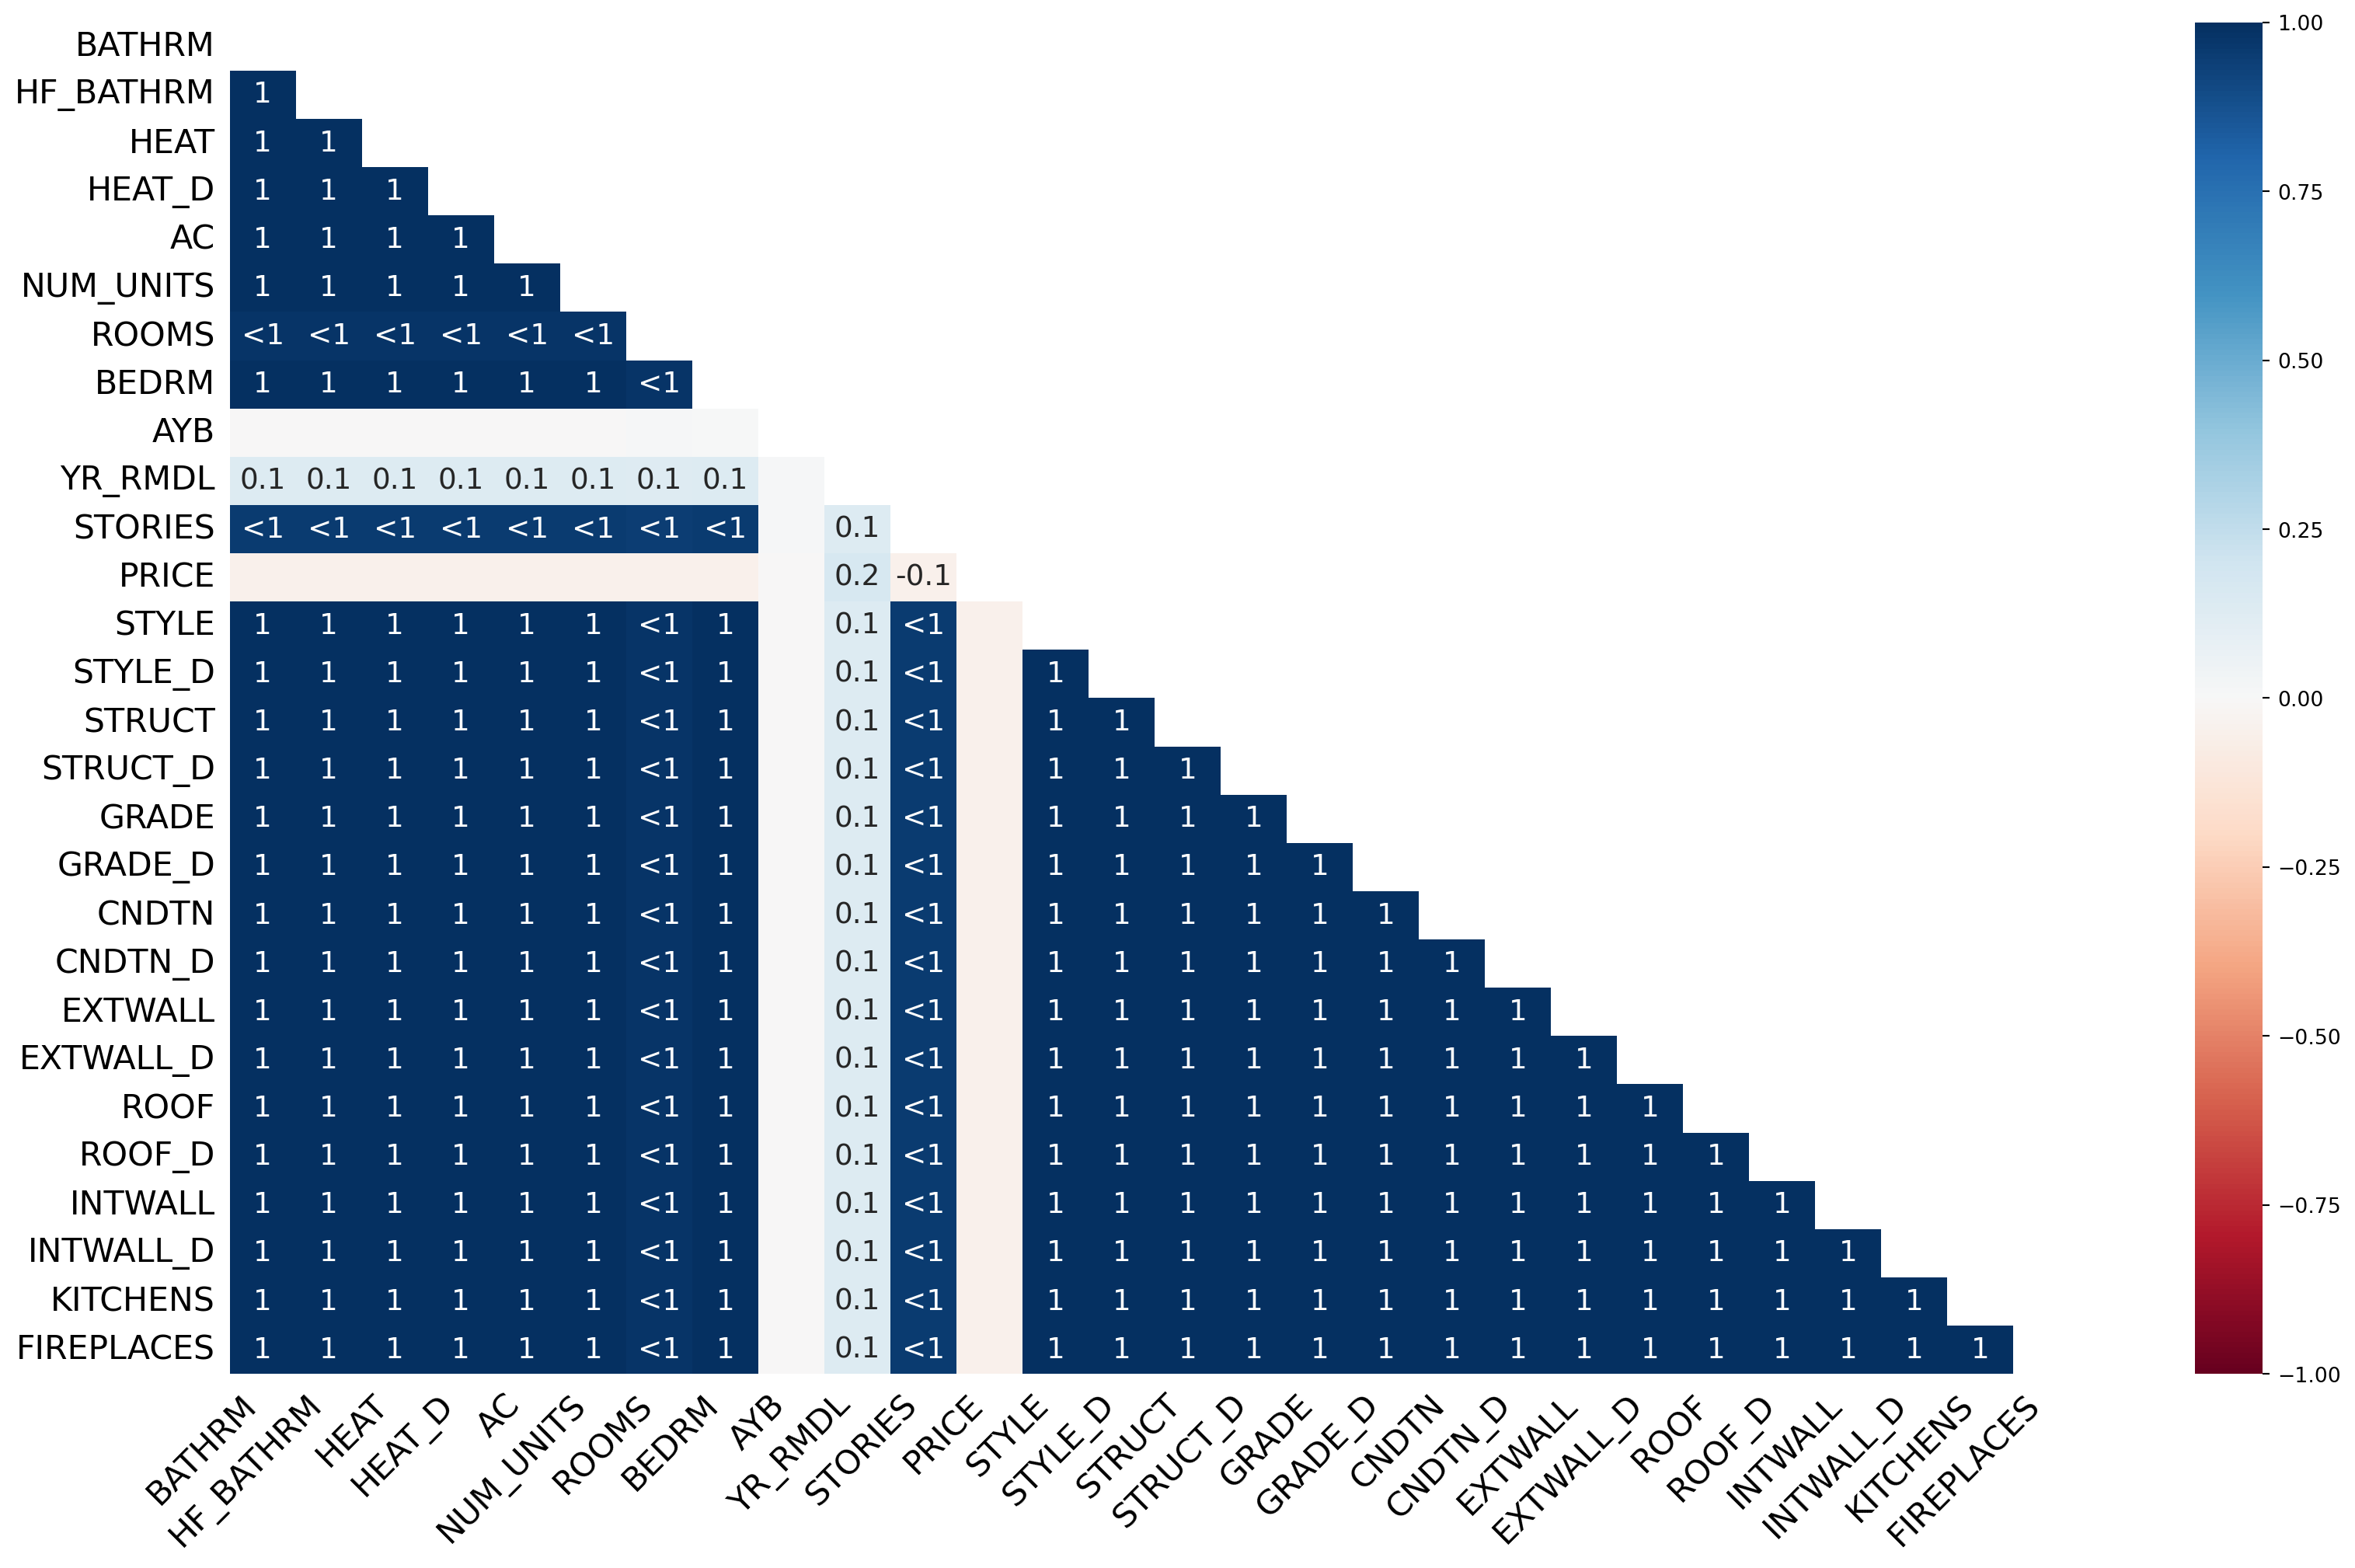 BATHRM
HF_BATHRM 1
HEAT 1 1
HEAT_D 1 1 1
AC 1 1 1 1
NUM_UNITS 1 1 1 1 1
ROOMS <1 <1 <1 <1 <1 <1
BEDRM 1 1 1 1 1 1 <1
AYB
YR_RMDL 0.1 0.1 0.1 0.1 0.1 0.1 0.1 0.1
STORIES <1 <1 <1 <1 <1 <1 <1 <1 0.1
PRICE 0.2 -0.1
STYLE 1 1 1 1 1 1 <1 1 0.1 <1
STYLE_D 1 1 1 1 1 1 <1 1 0.1 <1 1
STRUCT 1 1 1 1 1 1 <1 1 0.1 <1 1 1
STRUCT_D 1 1 1 1 1 1 <1 1 0.1 <1 1 1 1
GRADE 1 1 1 1 1 1 <1 1 0.1 <1 1 1 1 1
GRADE_D 1 1 1 1 1 1 <1 1 0.1 <1 1 1 1 1 1
CNDTN 1 1 1 1 1 1 <1 1 0.1 <1 1 1 1 1 1 1
CNDTN_D 1 1 1 1 1 1 <1 1 0.1 <1 1 1 1 1 1 1 1
EXTWALL 1 1 1 1 1 1 <1 1 0.1 <1 1 1 1 1 1 1 1 1
EXTWALL_D 1 1 1 1 1 1 <1 1 0.1 <1 1 1 1 1 1 1 1 1 1
ROOF 1 1 1 1 1 1 <1 1 0.1 <1 1 1 1 1 1 1 1 1 1 1
ROOF_D 1 1 1 1 1 1 <1 1 0.1 <1 1 1 1 1 1 1 1 1 1 1 1
INTWALL 1 1 1 1 1 1 <1 1 0.1 <1 1 1 1 1 1 1 1 1 1 1 1 1
INTWALL_D 1 1 1 1 1 1 <1 1 0.1 <1 1 1 1 1 1 1 1 1 1 1 1 1 1
KITCHENS 1 1 1 1 1 1 <1 1 0.1 <1 1 1 1 1 1 1 1 1 1 1 1 1 1 1
FIREPLACES 1 1 1 1 1 1 <1 1 0.1 <1 1 1 1 1 1 1 1 1 1 1 1 1 1 1 1
BATHRM
HF_BATHRM
HEAT
HEAT_D
AC
NUM_UNITS
ROOMS
BEDRM
AYB
YR_RMDL
STORIES
PRICE
STYLE
STYLE_D
STRUCT
STRUCT_D
GRADE
GRADE_D
CNDTN
CNDTN_D
EXTWALL
EXTWALL_D
ROOF
ROOF_D
INTWALL
INTWALL_D
KITCHENS
FIREPLACES
1.00
0.75
0.50
0.25
0.00
−0.25
−0.50
−0.75
−1.00